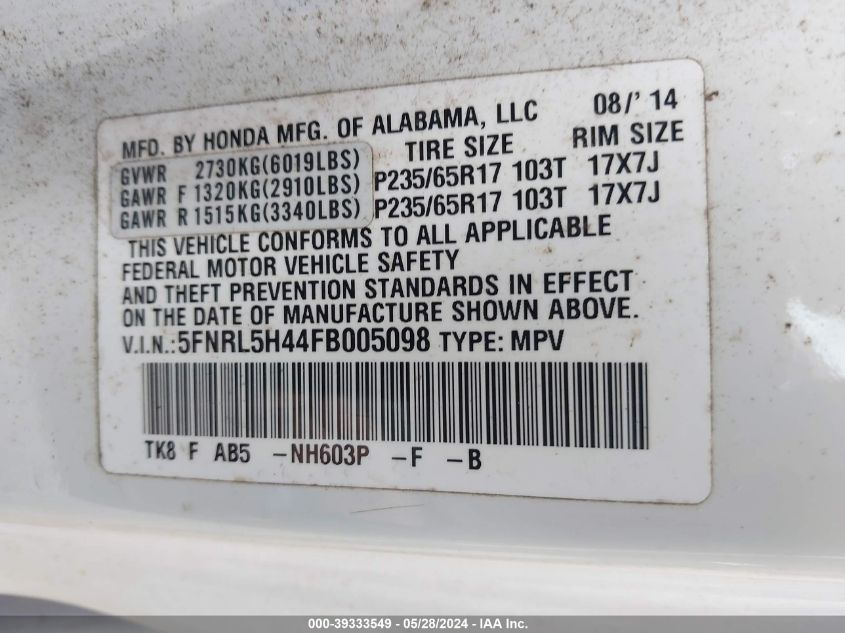 MFD. BY HONDA MFG. OF ALABAMA, LLC 08/'14
TIRE SIZE RIM SIZE
GVWR 2730KG(6019LBS)
GAWR F 1320KG(2910LBS) P235/65R17 103T 17X7J
GAWR R 1515KG(3340LBS) P235/65R17 103T 17X7J
THIS VEHICLE CONFORMS TO ALL APPLICABLE
FEDERAL MOTOR VEHICLE SAFETY
AND THEFT PREVENTION STANDARDS IN EFFECT
ON THE DATE OF MANUFACTURE SHOWN ABOVE.
V.I.N.:5FNRL5H44FB005098 TYPE: MPV
TK8 F AB5 -NH603P -F -B
000-39333549 - 05/28/2024 - IAA Inc.